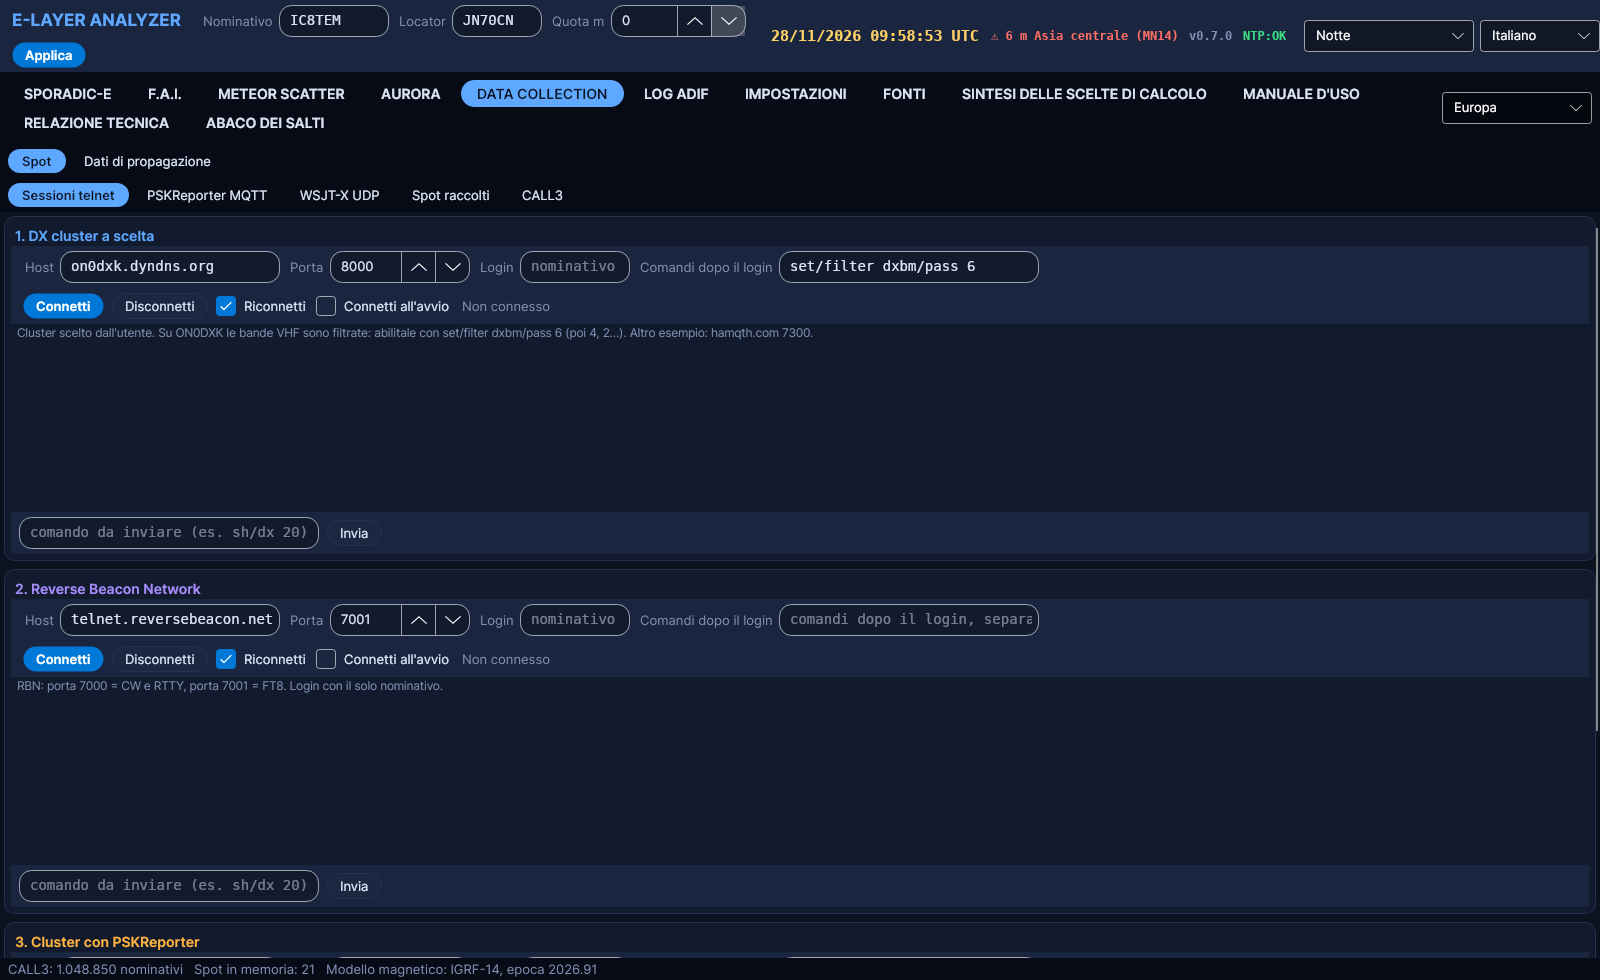 E-LAYER ANALYZER Nominativo IC8TEM Locator JN70CN Quota m 0
28/11/2026 09:58:53 UTC ⚠ 6 m Asia centrale (MN14) v0.7.0 NTP:OK Notte Italiano
Applica
SPORADIC-E F.A.I. METEOR SCATTER AURORA DATA COLLECTION LOG ADIF IMPOSTAZIONI FONTI SINTESI DELLE SCELTE DI CALCOLO MANUALE D'USO
RELAZIONE TECNICA ABACO DEI SALTI
Europa
Spot Dati di propagazione
Sessioni telnet PSKReporter MQTT WSJT-X UDP Spot raccolti CALL3
1. DX cluster a scelta
Host on0dxk.dyndns.org Porta 8000 Login nominativo Comandi dopo il login set/filter dxbm/pass 6
Connetti Disconnetti Riconnetti Connetti all'avvio Non connesso
Cluster scelto dall'utente. Su ON0DXK le bande VHF sono filtrate: abilitale con set/filter dxbm/pass 6 (poi 4, 2...). Altro esempio: hamqth.com 7300.
comando da inviare (es. sh/dx 20) Invia
2. Reverse Beacon Network
Host telnet.reversebeacon.net Porta 7001 Login nominativo Comandi dopo il login comandi dopo il login, separa
Connetti Disconnetti Riconnetti Connetti all'avvio Non connesso
RBN: porta 7000 = CW e RTTY, porta 7001 = FT8. Login con il solo nominativo.
comando da inviare (es. sh/dx 20) Invia
3. Cluster con PSKReporter
CALL3: 1.048.850 nominativi Spot in memoria: 21 Modello magnetico: IGRF-14, epoca 2026.91